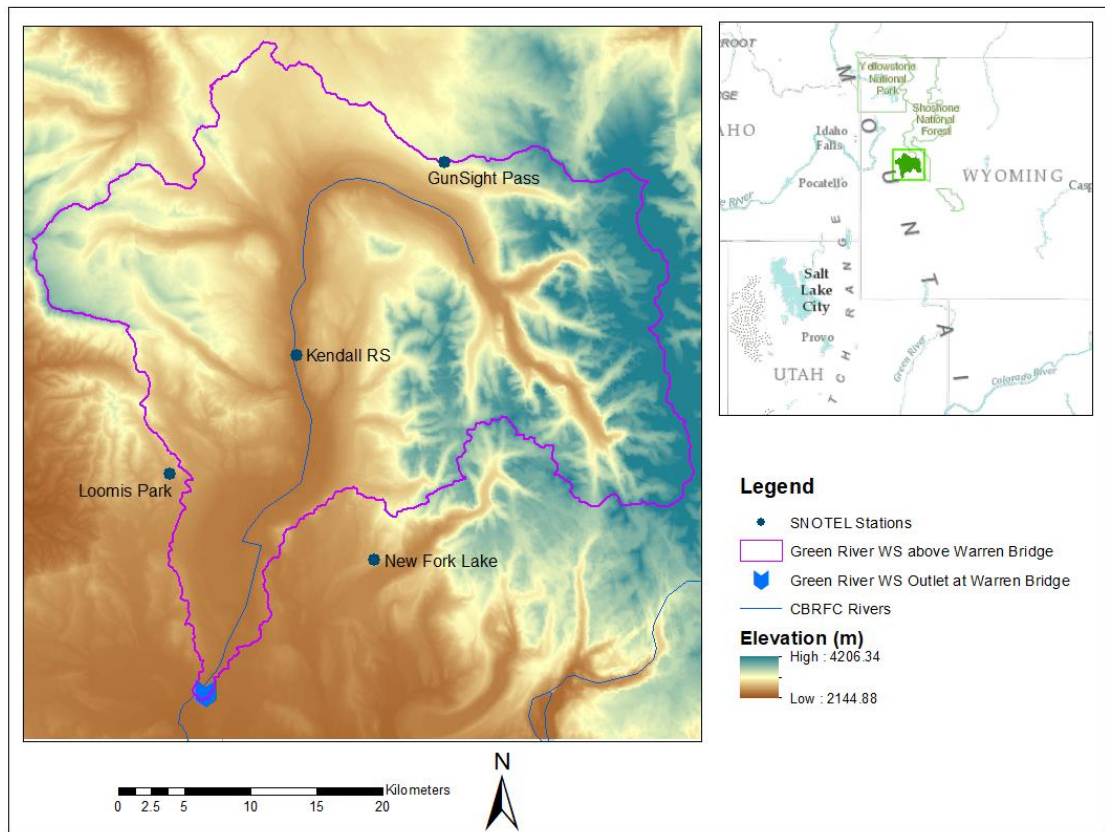 GunSight Pass
Kendall RS
Loomis Park
New Fork Lake
N
Kilometers
0 2.5 5 10 15 20
ROOT
GE
AHO
Yellowstone
National
Park
Shoshone
National
Forest
Idaho
Falls
Pocatello
WYOMING
Casp
e River
M
O
U
N
T
A
I
Salt
Lake
City
Provo
UTAH
T C H R A N G E
Green River
Colorado River
Legend
SNOTEL Stations
Green River WS above Warren Bridge
Green River WS Outlet at Warren Bridge
CBRFC Rivers
Elevation (m)
High : 4206.34
Low : 2144.88